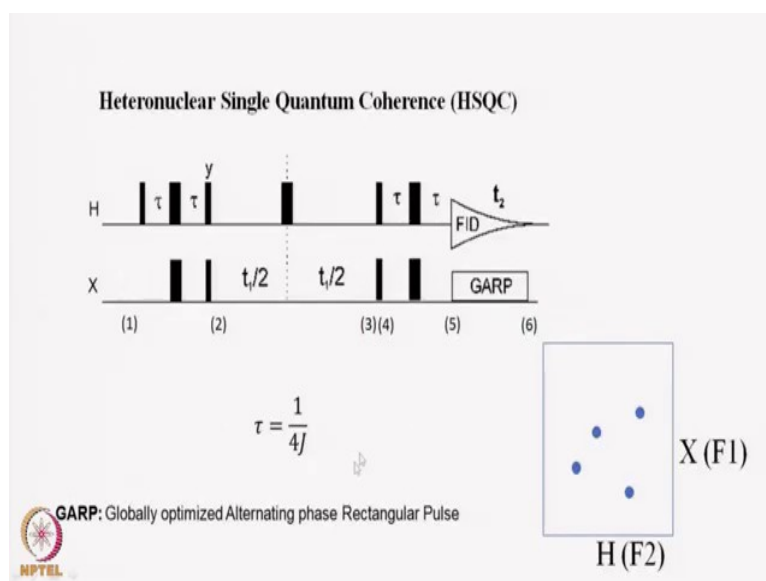 Heteronuclear Single Quantum Coherence (HSQC)
y
H τ τ τ τ t₂
FID
X t₁/2 t₁/2 GARP
(1) (2) (3)(4) (5) (6)
τ = 1/4J
X (F1)
GARP: Globally optimized Alternating phase Rectangular Pulse
H (F2)
NPTEL